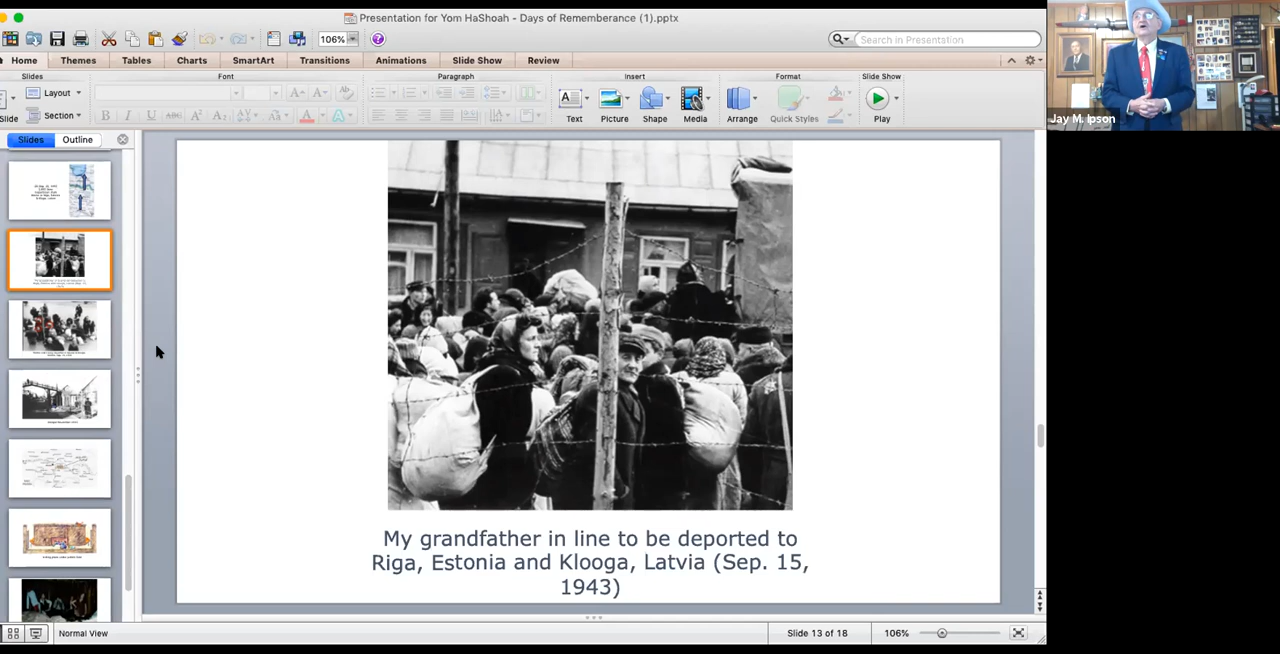 Presentation for Yom HaShoah - Days of Rememberance (1).pptx
106%
Search in Presentation
Home Themes Tables Charts SmartArt Transitions Animations Slide Show Review
Slides Font Paragraph Insert Format Slide Show
Layout
Section
Slide
Text Picture Shape Media Arrange Quick Styles Play
Slides Outline
Jay M. Ipson
My grandfather in line to be deported to
Riga, Estonia and Klooga, Latvia (Sep. 15,
1943)
Normal View Slide 13 of 18 106%